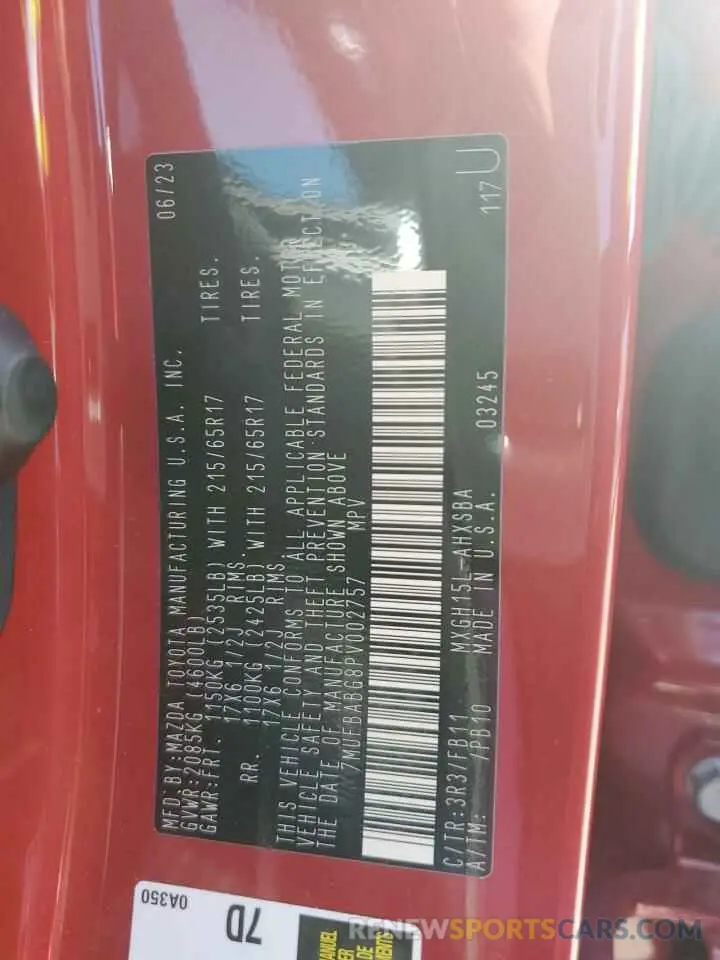 MFD. BY:MAZDA TOYOTA MANUFACTURING U.S.A. INC. 06/23
GVWR:2085KG (4600LB)
GAWR:FRT. 1150KG (2535LB) WITH 215/65R17 TIRES.
17X6 1/2J RIMS
RR. 1100KG (2425LB) WITH 215/65R17 TIRES.
17X6 1/2J RIMS
THIS VEHICLE CONFORMS TO ALL APPLICABLE FEDERAL MOTOR
VEHICLE SAFETY AND THEFT PREVENTION STANDARDS IN EFFECT ON
THE DATE OF MANUFACTURE SHOWN ABOVE
7MUFBABG8PV002757 MPV
C/TR:3R3/FB11 MXGH15L-AHXSBA
A/TM: /PB10 MADE IN U.S.A. 03245 117U
0A350
7D
DE
RENEWSPORTSCARS.COM